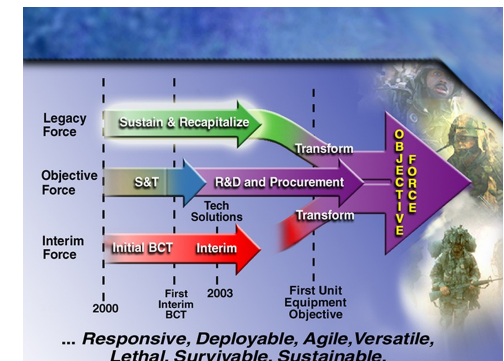 Legacy
Force
Sustain & Recapitalize
Transform
Objective
Force
S&T
R&D and Procurement
OBJECTIVE
FORCE
Tech
Solutions
Transform
Interim
Force
Initial BCT
Interim
2000
First
Interim
BCT
2003
First Unit
Equipment
Objective
... Responsive, Deployable, Agile,Versatile,
Lethal, Survivable, Sustainable.